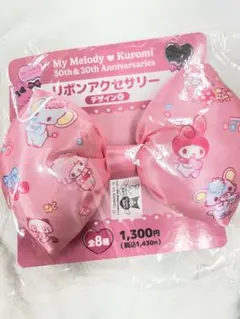 My Melody ♥ Kuromi
50th & 20th Anniversaries
リボンアクセサリー
デザイン
全8種
1,300円
(税込1,430円)